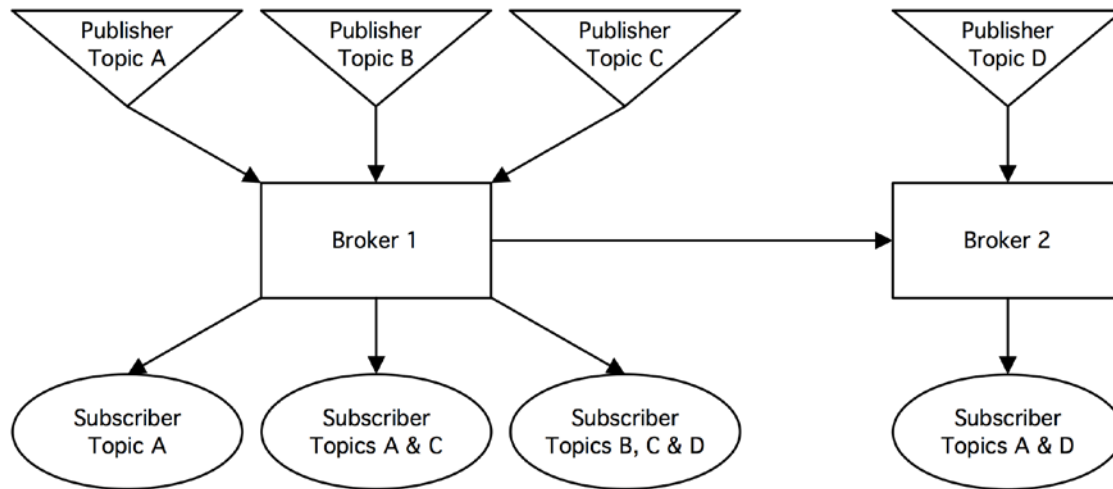 Publisher
Topic A
Publisher
Topic B
Publisher
Topic C
Publisher
Topic D
Broker 1
Broker 2
Subscriber
Topic A
Subscriber
Topics A & C
Subscriber
Topics B, C & D
Subscriber
Topics A & D